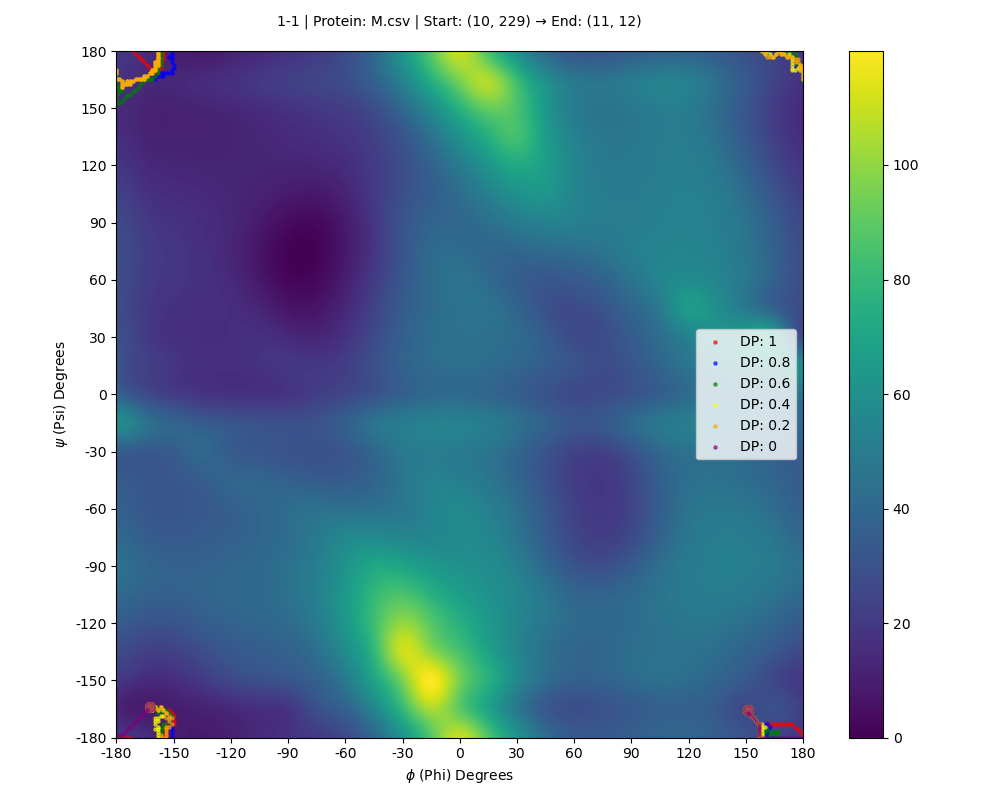 1-1 | Protein: M.csv | Start: (10, 229) → End: (11, 12)
180
150
120
90
60
30
0
-30
-60
-90
-120
-150
-180
ψ (Psi) Degrees
-180 -150 -120 -90 -60 -30 0 30 60 90 120 150 180
ϕ (Phi) Degrees
DP: 1
DP: 0.8
DP: 0.6
DP: 0.4
DP: 0.2
DP: 0
100
80
60
40
20
0